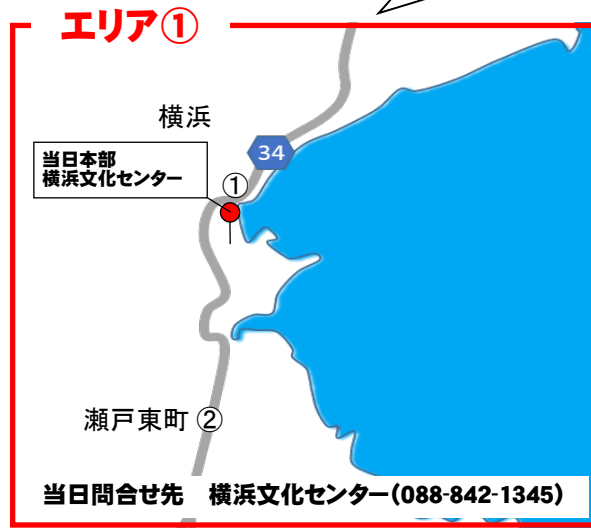 エリア①
横浜
34
当日本部
横浜文化センター
①
瀬戸東町 ②
当日問合せ先　横浜文化センター(088-842-1345)